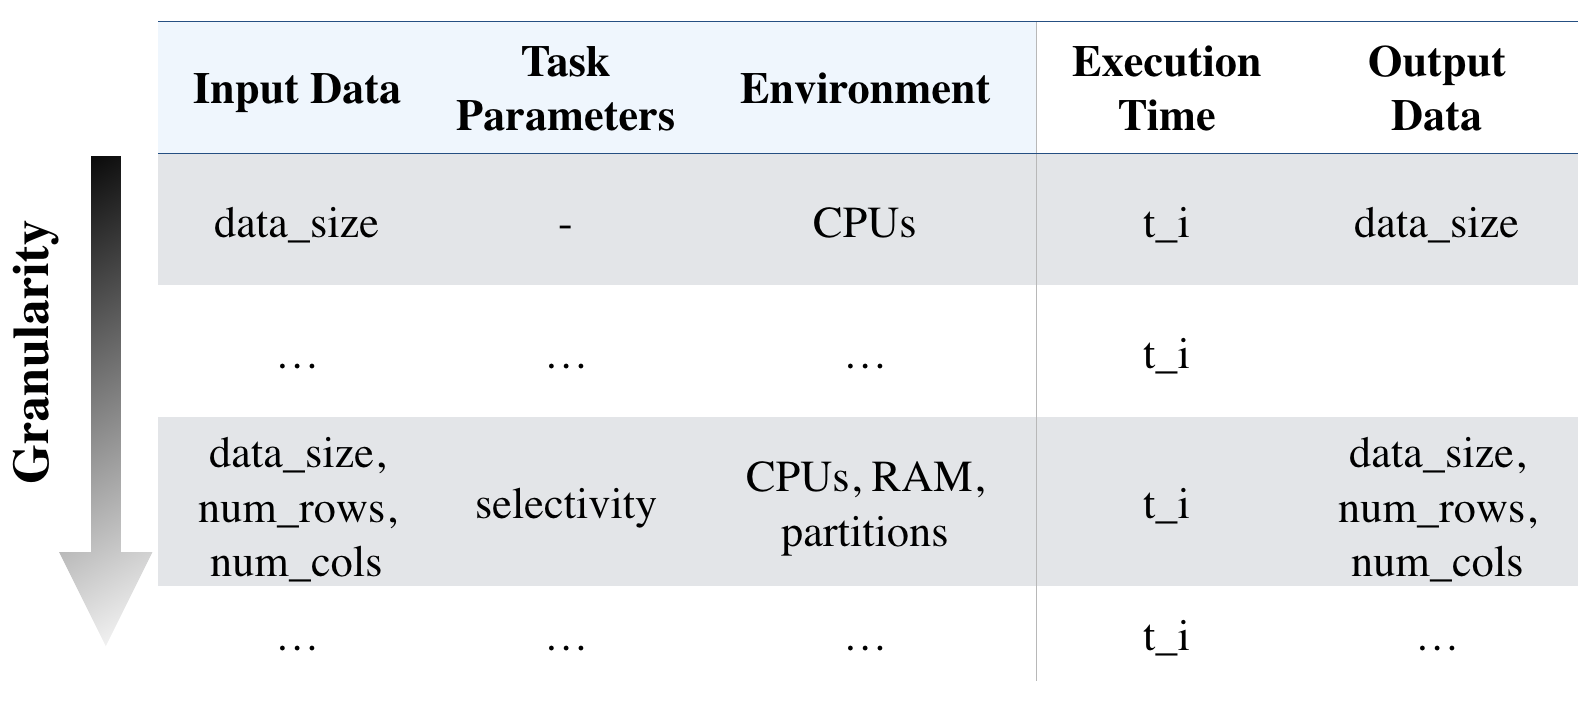 Input Data
Task
Parameters
Environment
Execution
Time
Output
Data
Granularity
data_size
-
CPUs
t_i
data_size
…
…
…
t_i
data_size,
num_rows,
num_cols
selectivity
CPUs, RAM,
partitions
t_i
data_size,
num_rows,
num_cols
…
…
…
t_i
…